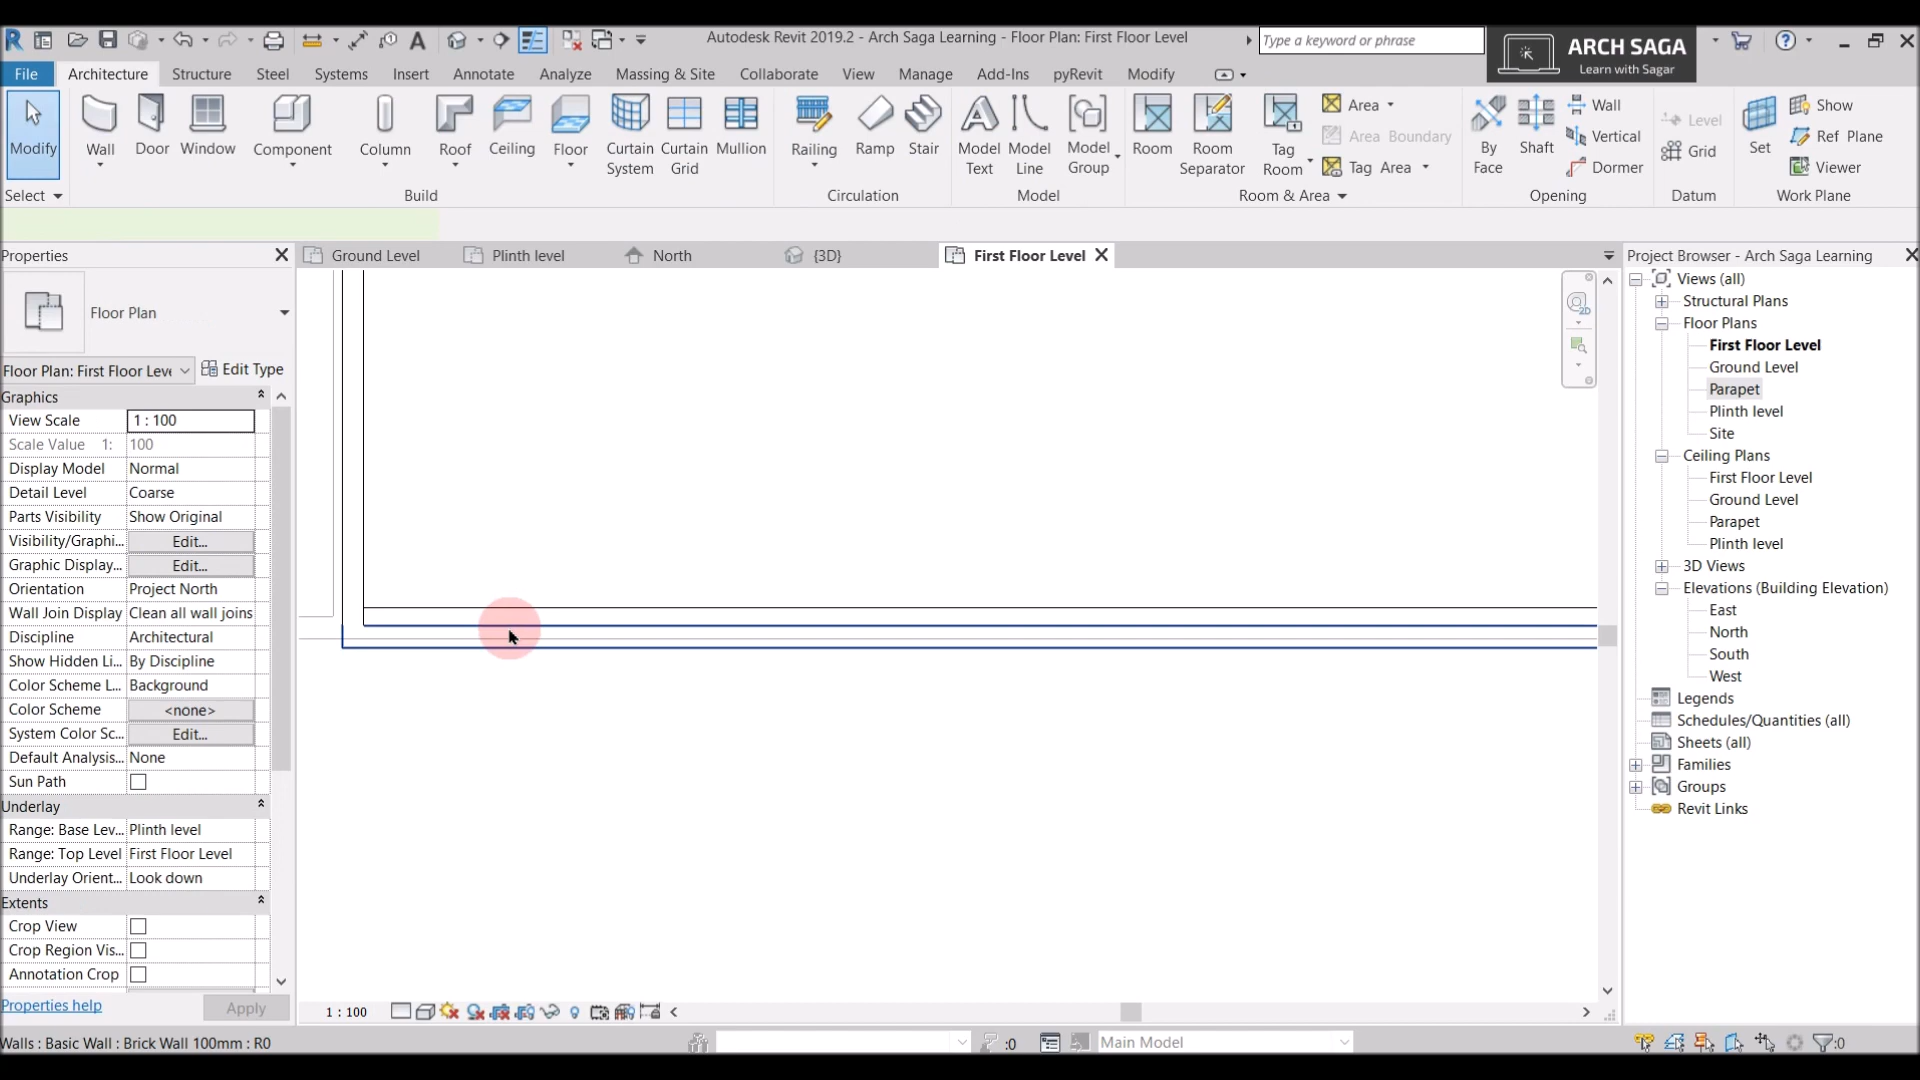 Autodesk Revit 2019.2 - Arch Saga Learning - Floor Plan: First Floor Level
Type a keyword or phrase
ARCH SAGA
Learn with Sagar
File Architecture Structure Steel Systems Insert Annotate Analyze Massing & Site Collaborate View Manage Add-Ins pyRevit Modify
Modify Wall Door Window Component Column Roof Ceiling Floor Curtain System Curtain Grid Mullion Railing Ramp Stair Model Text Model Line Model Group Room Room Separator Tag Room Area Area Boundary Tag Area By Face Shaft Wall Vertical Dormer Level Grid Set Show Ref Plane Viewer
Select Build Circulation Model Room & Area Opening Datum Work Plane
Properties
Ground Level Plinth level North {3D} First Floor Level
Project Browser - Arch Saga Learning
Floor Plan
Floor Plan: First Floor Leve Edit Type
Graphics
View Scale 1 : 100
Scale Value 1: 100
Display Model Normal
Detail Level Coarse
Parts Visibility Show Original
Visibility/Graphi... Edit...
Graphic Display... Edit...
Orientation Project North
Wall Join Display Clean all wall joins
Discipline Architectural
Show Hidden Li... By Discipline
Color Scheme L... Background
Color Scheme <none>
System Color Sc... Edit...
Default Analysis... None
Sun Path
Underlay
Range: Base Lev... Plinth level
Range: Top Level First Floor Level
Underlay Orient... Look down
Extents
Crop View
Crop Region Vis...
Annotation Crop
Properties help Apply
2D
Views (all)
Structural Plans
Floor Plans
First Floor Level
Ground Level
Parapet
Plinth level
Site
Ceiling Plans
First Floor Level
Ground Level
Parapet
Plinth level
3D Views
Elevations (Building Elevation)
East
North
South
West
Legends
Schedules/Quantities (all)
Sheets (all)
Families
Groups
Revit Links
1 : 100
Walls : Basic Wall : Brick Wall 100mm : R0
:0 Main Model :0